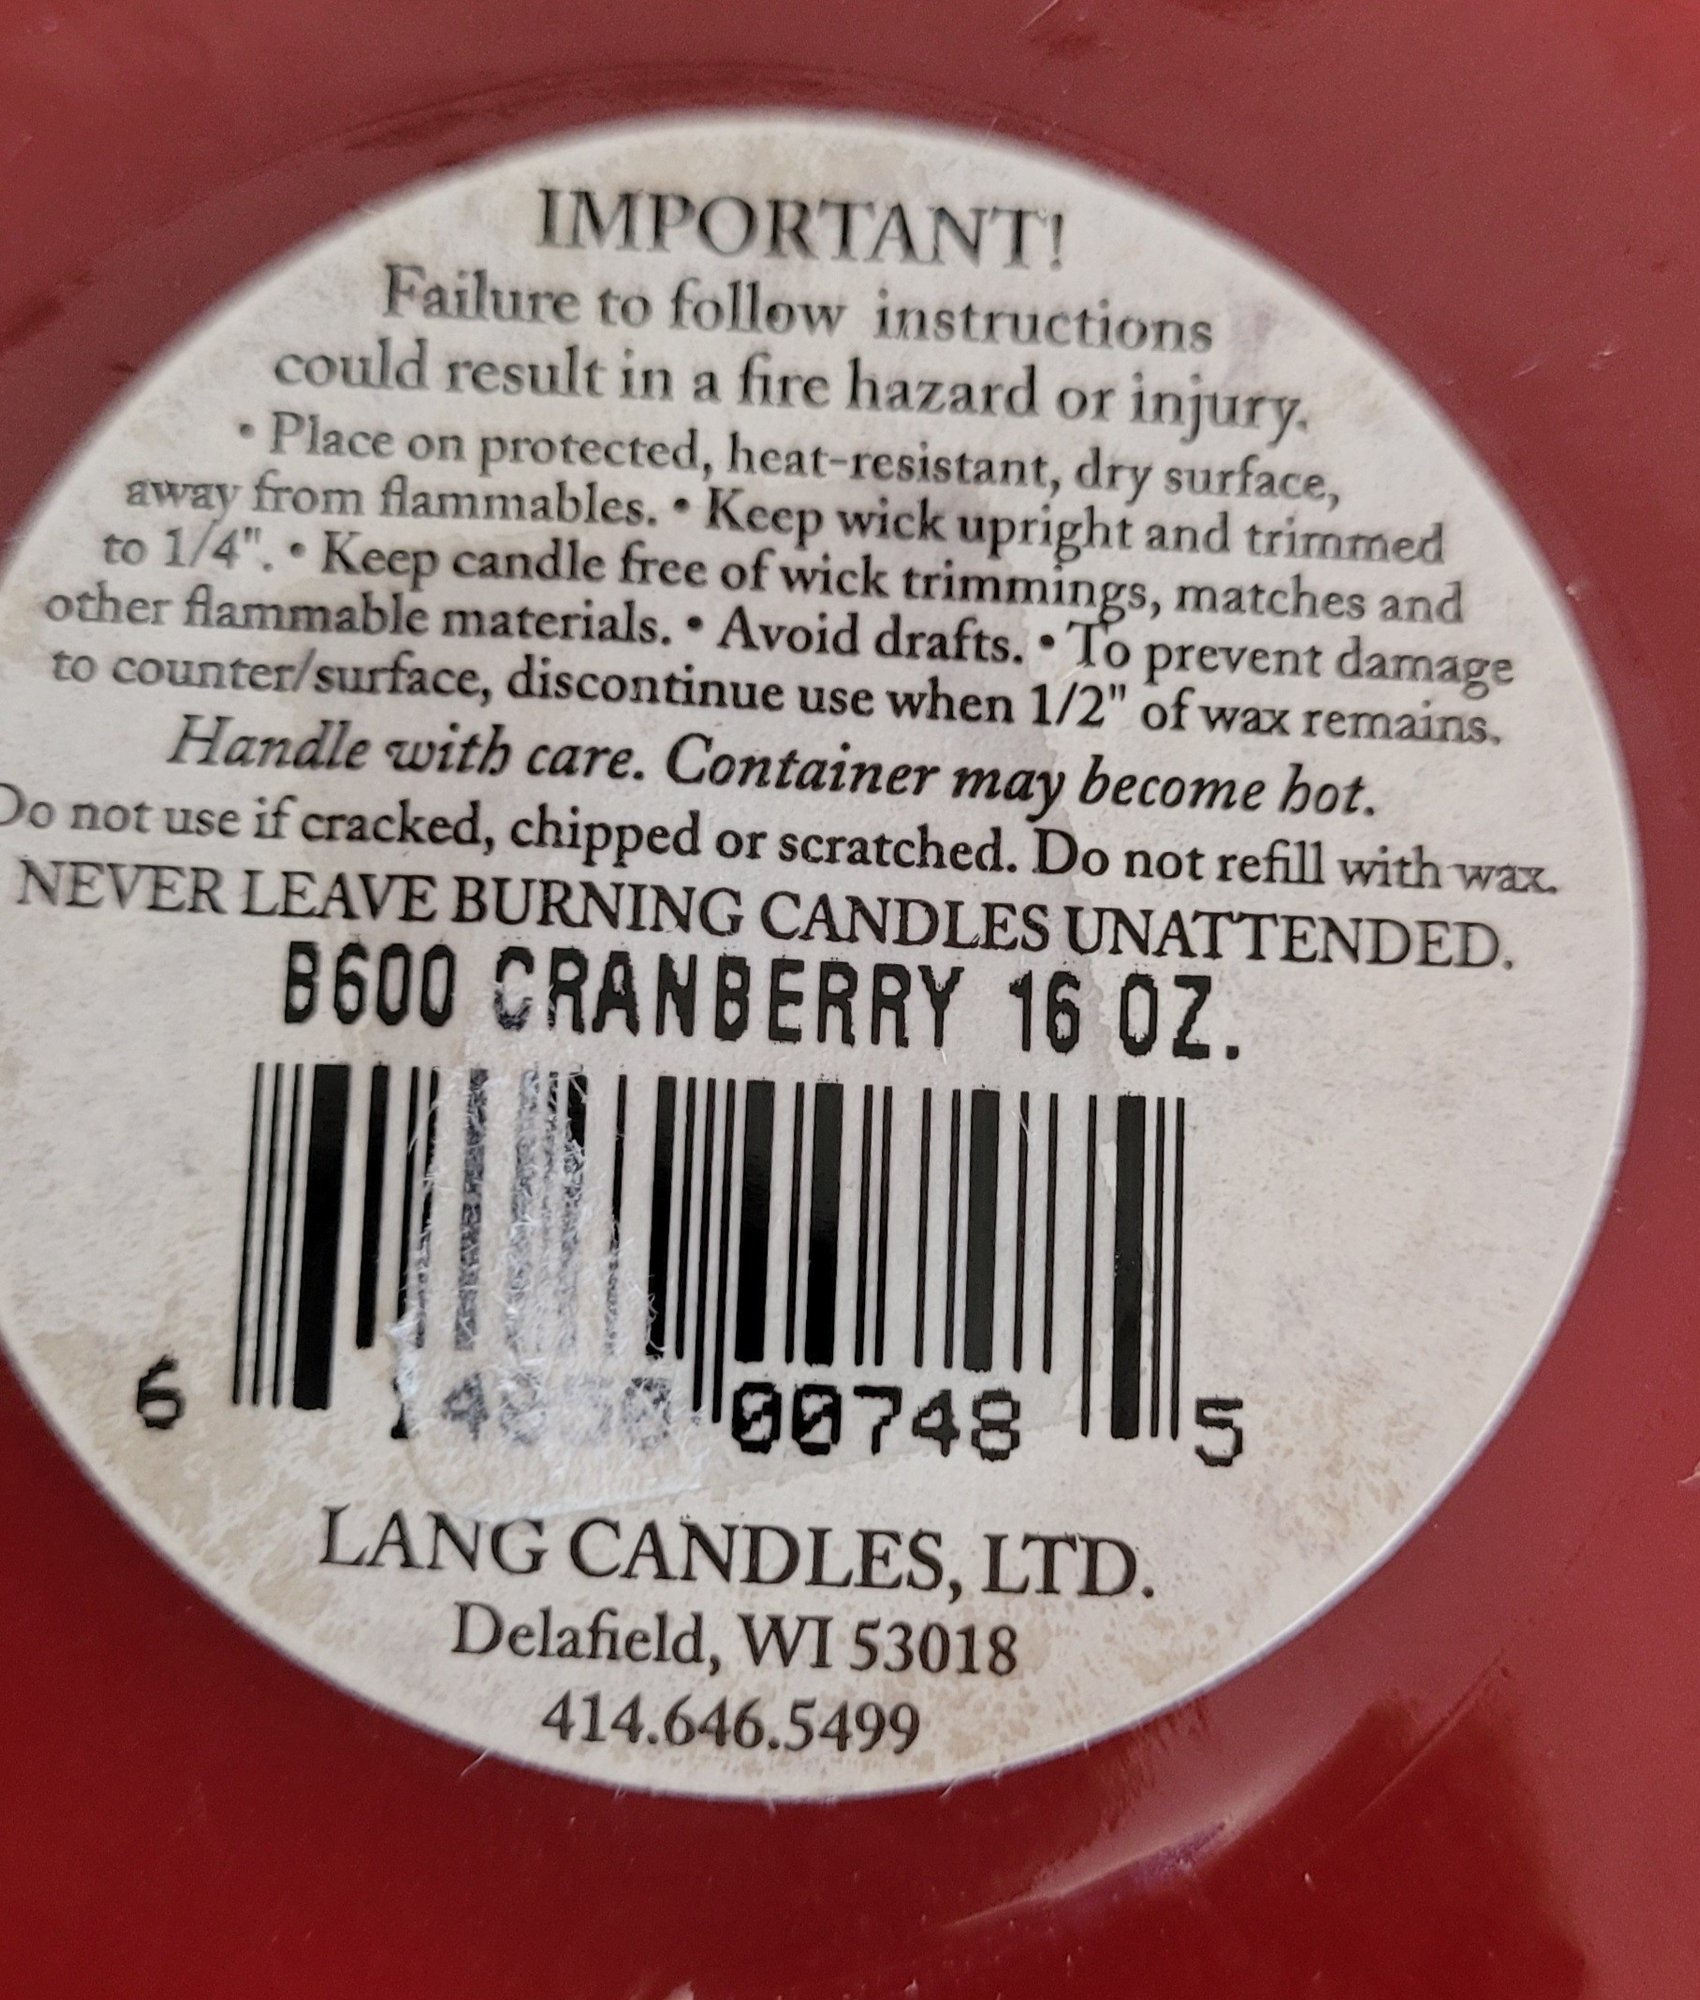 IMPORTANT!
Failure to follow instructions
could result in a fire hazard or injury.
• Place on protected, heat-resistant, dry surface,
away from flammables. • Keep wick upright and trimmed
to 1/4". • Keep candle free of wick trimmings, matches and
other flammable materials. • Avoid drafts. • To prevent damage
to counter/surface, discontinue use when 1/2" of wax remains.
Handle with care. Container may become hot.
Do not use if cracked, chipped or scratched. Do not refill with wax.
NEVER LEAVE BURNING CANDLES UNATTENDED.
B600 CRANBERRY 16 OZ.
6 00748 5
LANG CANDLES, LTD.
Delafield, WI 53018
414.646.5499